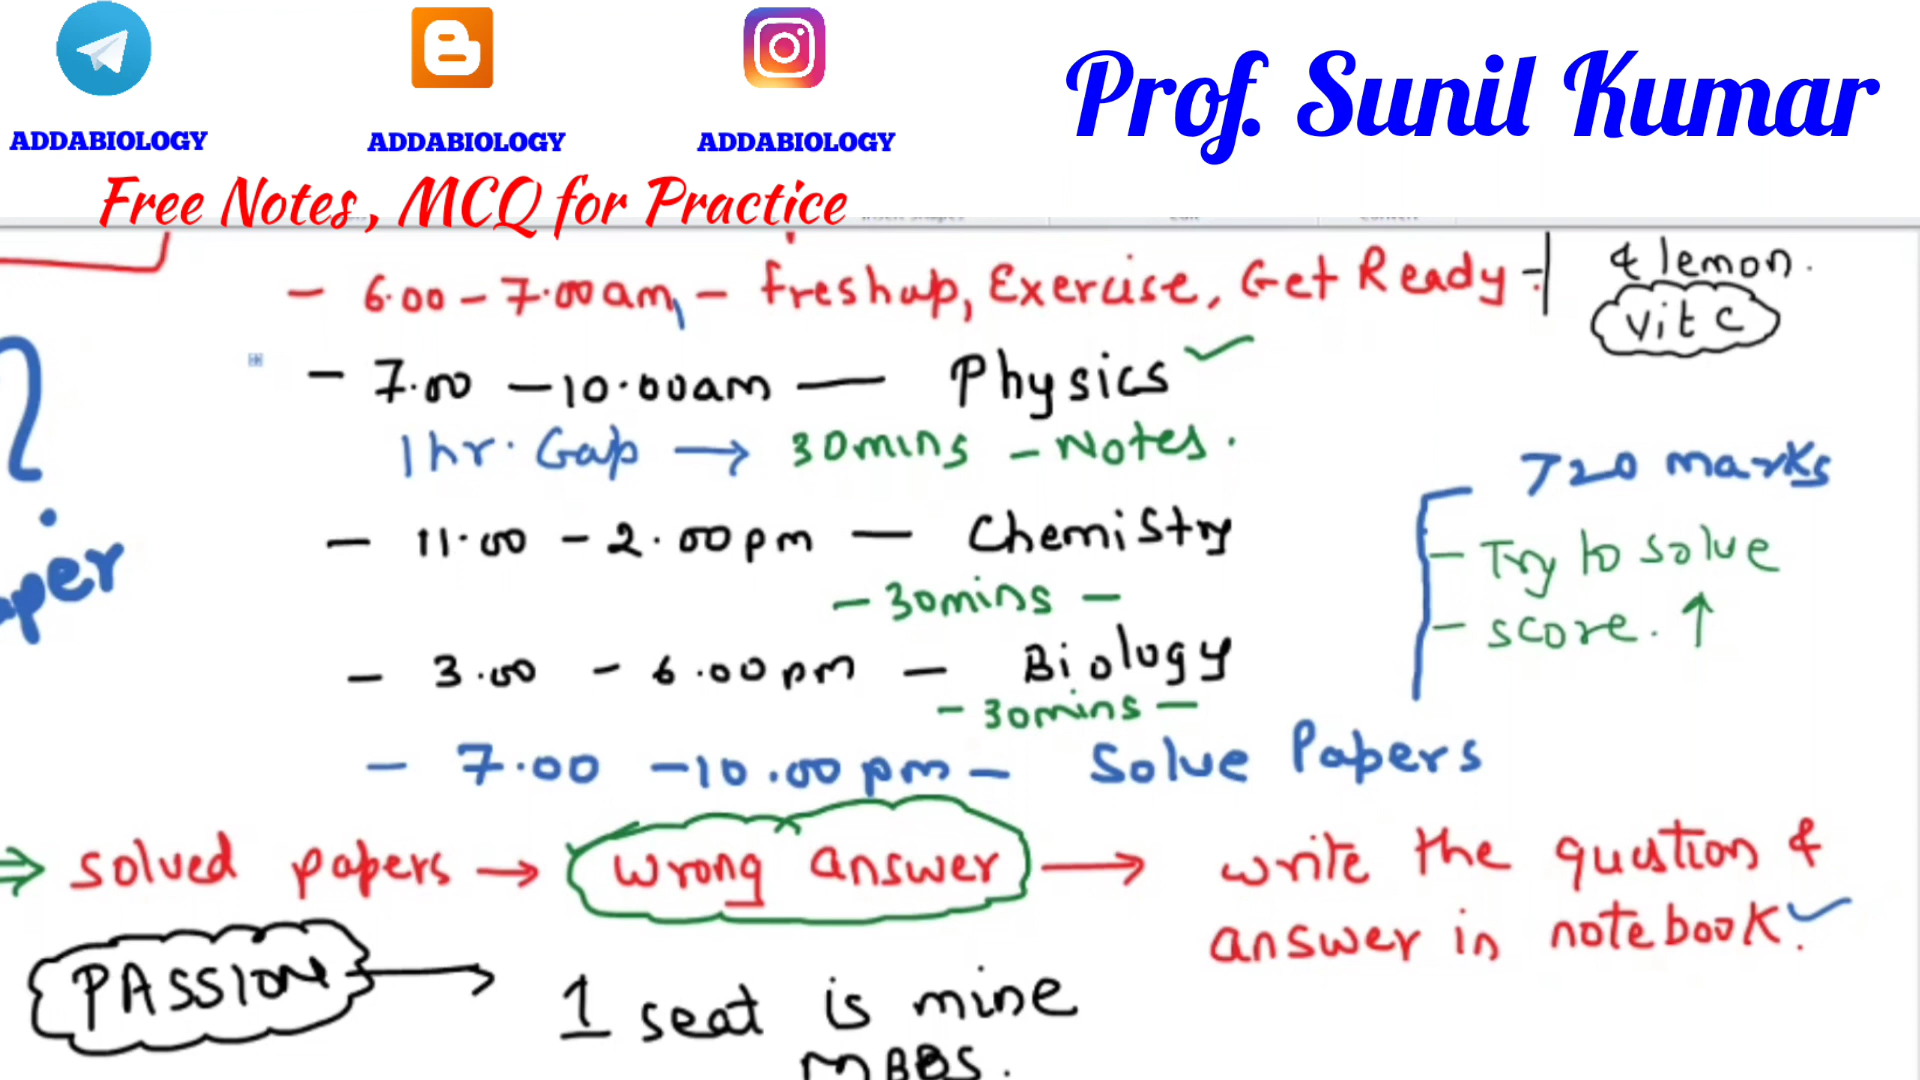 ADDABIOLOGY ADDABIOLOGY ADDABIOLOGY
Prof. Sunil Kumar
Free Notes, MCQ for Practice
- 6.00 - 7.00am, - Freshup, Exercise, Get Ready -
& lemon.
Vit C
- 7.00 - 10.00am - Physics
1hr. Gap → 30mins - Notes.
- 11.00 - 2.00pm - Chemistry
- 30mins -
- 3.00 - 6.00pm - Biology
- 30mins -
- 7.00 - 10.00pm - Solve Papers
720 marks
- Try to solve
- score. ↑
⇒ solved papers → wrong answer → write the question &
answer in notebook.
PASSION → 1 seat is mine
MBBS.